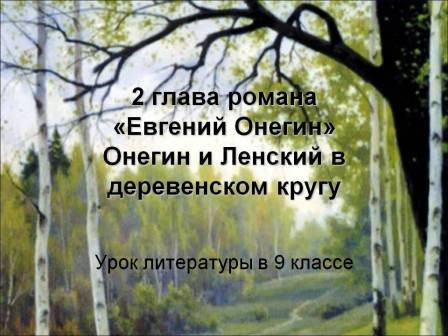 2 глава романа
«Евгений Онегин»
Онегин и Ленский в
деревенском кругу
Урок литературы в 9 классе